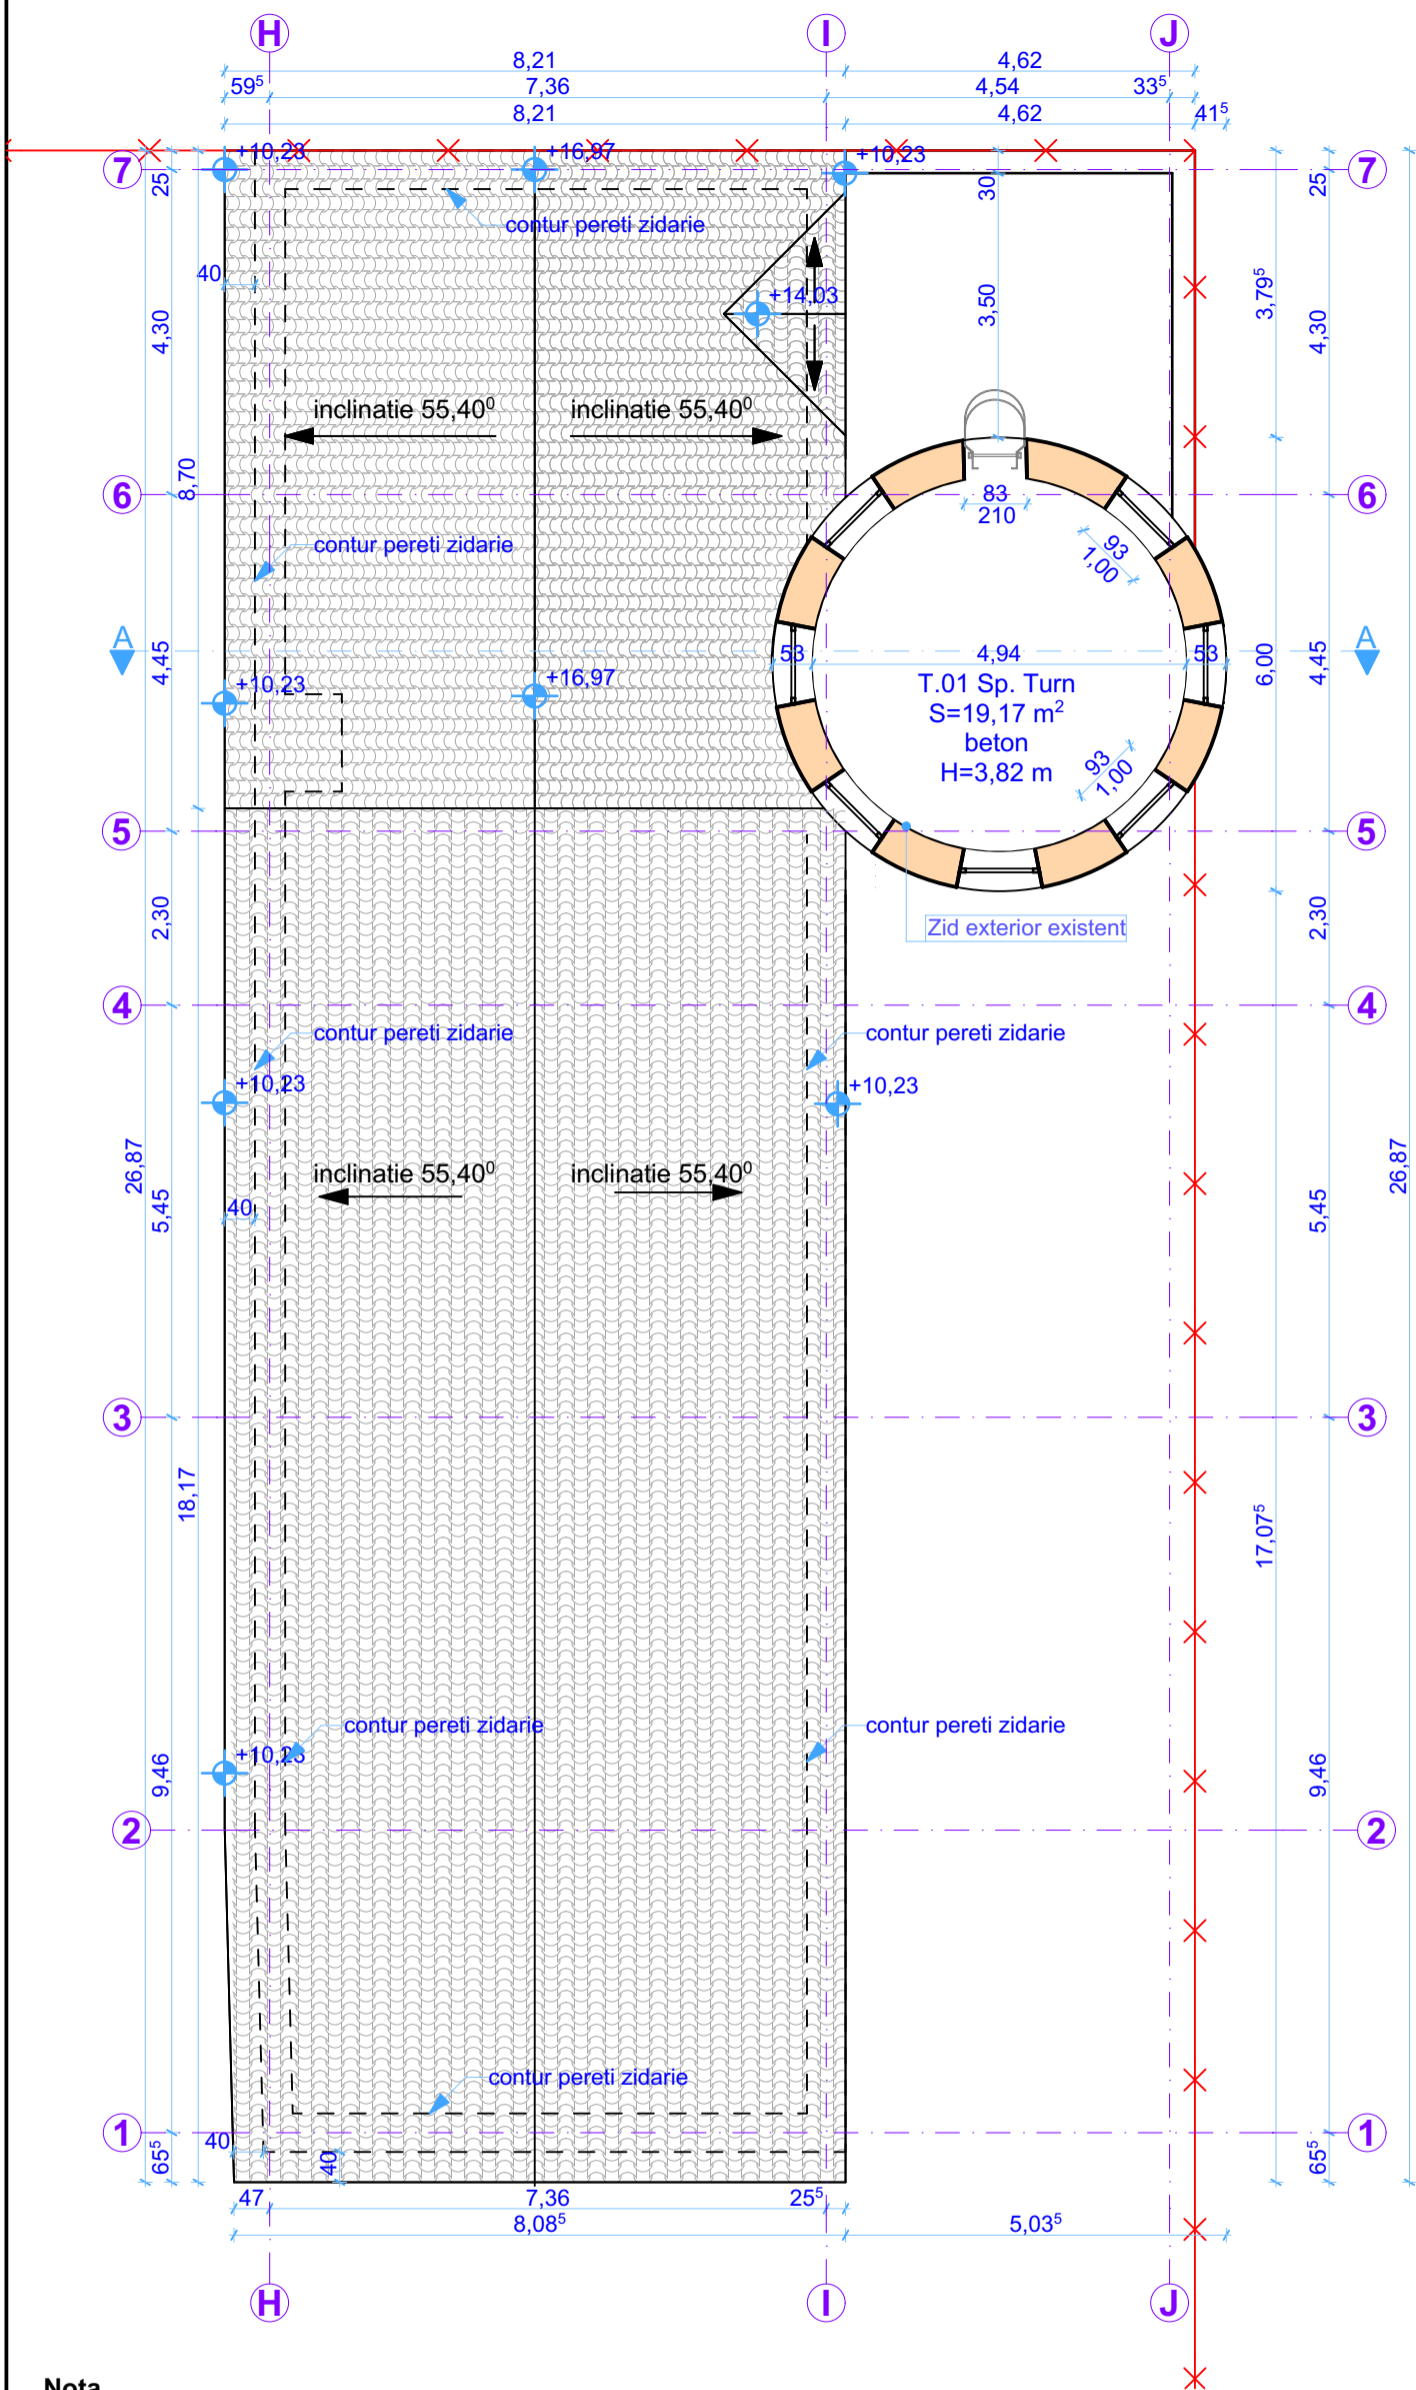 H I J
8,21 4,62
59⁵ 7,36 4,54 33⁵
8,21 4,62 41⁵
7 +10,23 +16,97 +10,23 7
25 30 25
contur pereti zidarie
40 +14,03
4,30 3,50 3,79⁵ 4,30
inclinatie 55,40⁰ inclinatie 55,40⁰
8,70
6 83 6
210
contur pereti zidarie 93
1,00
A A
4,45 53 4,94 53 6,00 4,45
+10,23 +16,97 T.01 Sp. Turn
S=19,17 m²
beton
H=3,82 m
93
1,00
5 5
2,30 Zid exterior existent 2,30
4 4
contur pereti zidarie contur pereti zidarie
+10,23 +10,23
26,87 26,87
inclinatie 55,40⁰ inclinatie 55,40⁰
5,45 40 5,45
3 3
18,17 17,07⁵
contur pereti zidarie contur pereti zidarie
+10,23
9,46 9,46
2 2
contur pereti zidarie
1 1
40
65⁵ 40 65⁵
47 7,36 25⁵
8,08⁵ 5,03⁵
H I J
Nota